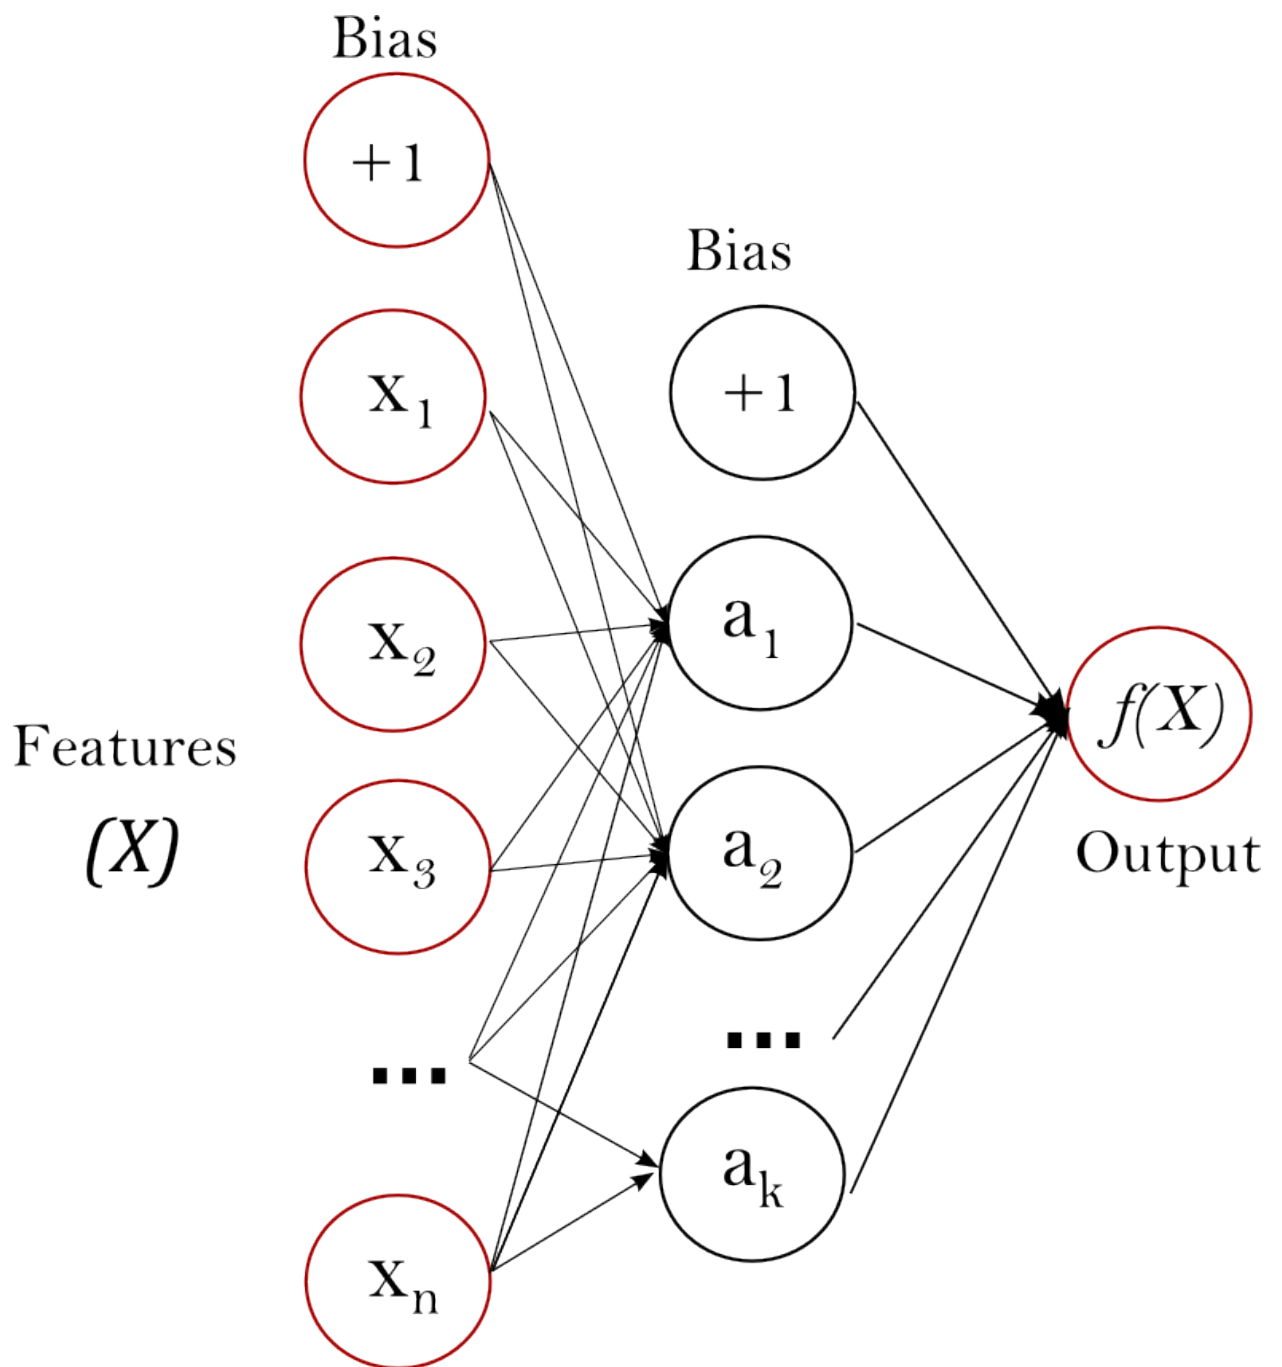 Bias
+1
Bias
x₁
+1
x₂
a₁
Features
(X)
x₃
a₂
f(X)
Output
...
...
aₖ
xₙ